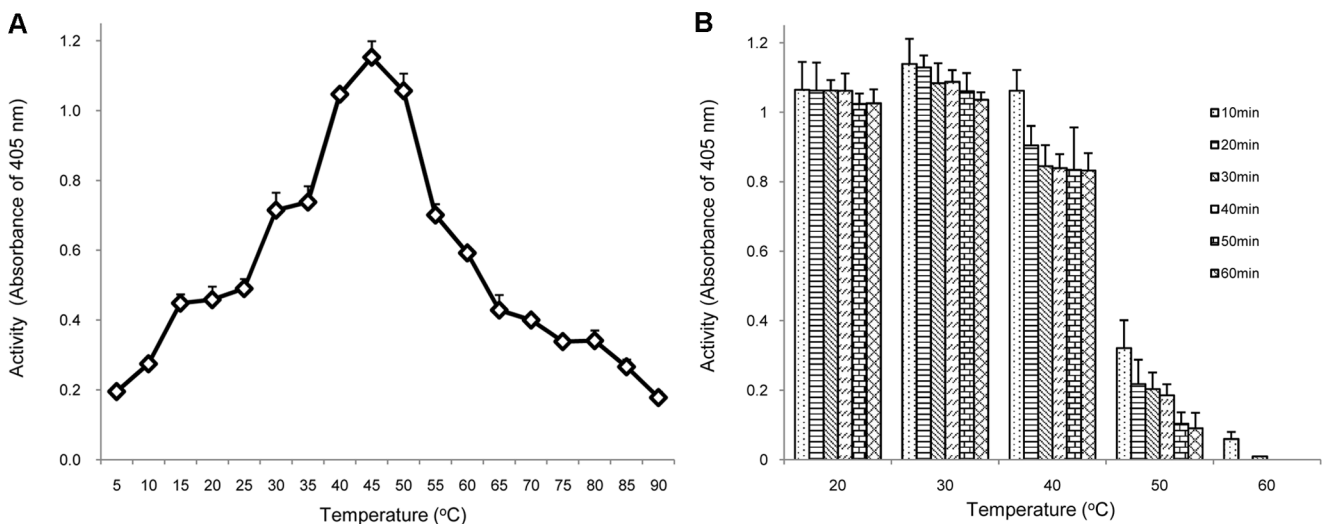 A
Activity (Absorbance of 405 nm)
1.2
1.0
0.8
0.6
0.4
0.2
0.0
5 10 15 20 25 30 35 40 45 50 55 60 65 70 75 80 85 90
Temperature (oC)
B
Activity (Absorbance of 405 nm)
1.2
1
0.8
0.6
0.4
0.2
0
20 30 40 50 60
Temperature (oC)
10min
20min
30min
40min
50min
60min